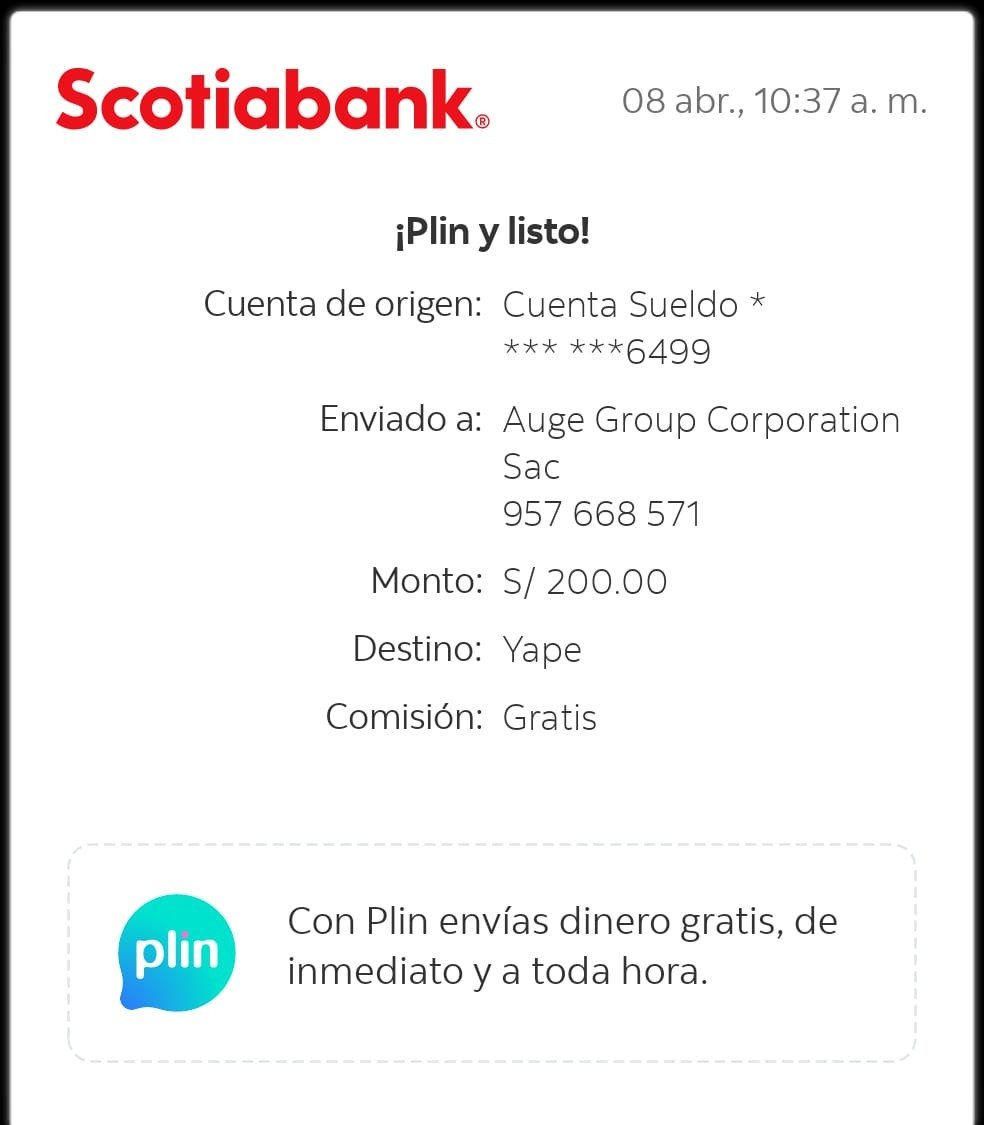 Scotiabank®
08 abr., 10:37 a. m.
¡Plin y listo!
Cuenta de origen: Cuenta Sueldo *
*** ***6499
Enviado a: Auge Group Corporation
Sac
957 668 571
Monto: S/ 200.00
Destino: Yape
Comisión: Gratis
plin
Con Plin envías dinero gratis, de
inmediato y a toda hora.